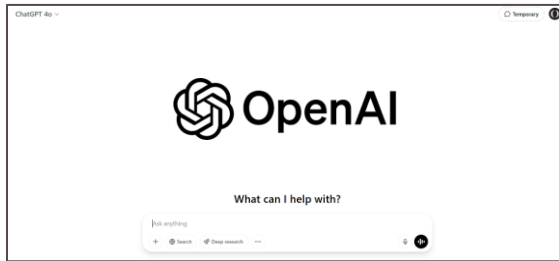 ChatGPT 4o
Temporary
OpenAI
What can I help with?
Ask anything
Search
Deep research